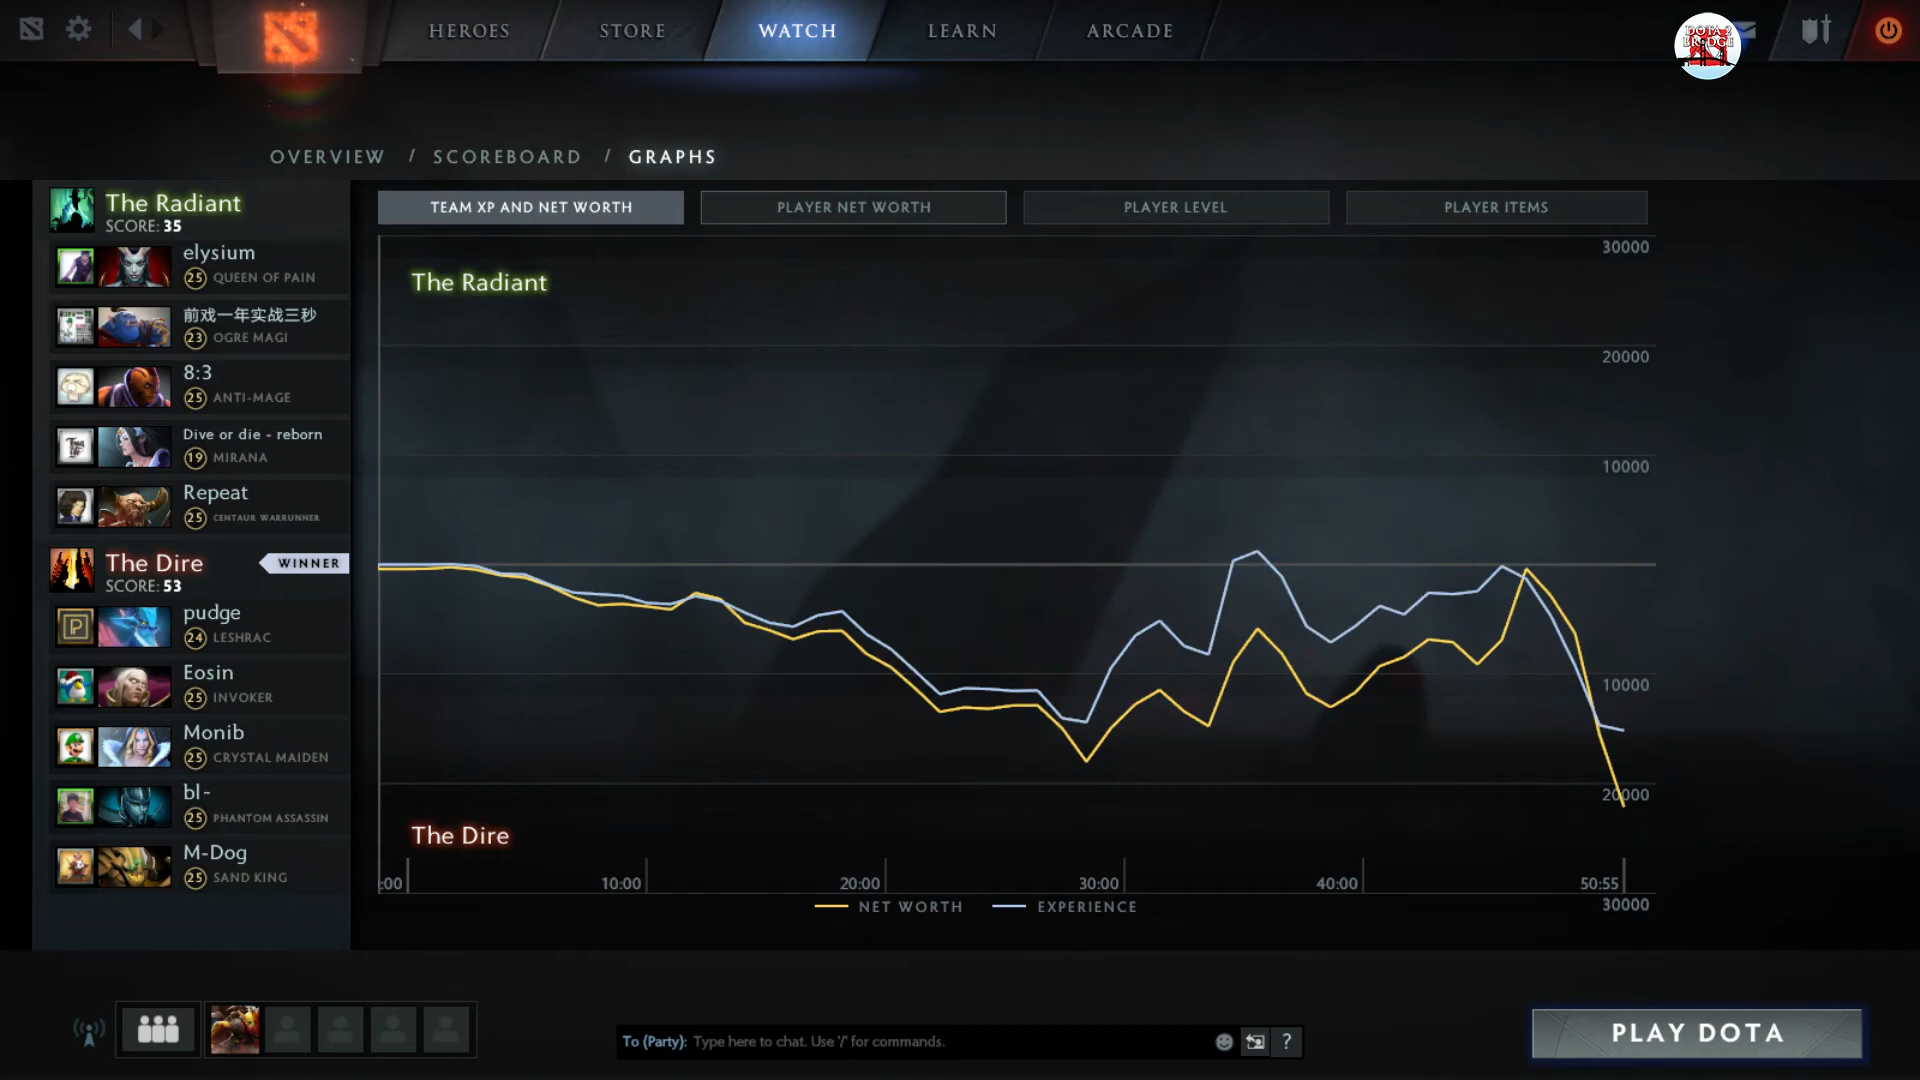 HEROES
STORE
WATCH
LEARN
ARCADE
DOTA 2
BRIDGE
OVERVIEW / SCOREBOARD / GRAPHS
The Radiant
SCORE: 35
elysium
25 QUEEN OF PAIN
前戏一年实战三秒
23 OGRE MAGI
8:3
25 ANTI-MAGE
Dive or die - reborn
19 MIRANA
Repeat
25 CENTAUR WARRUNNER
The Dire
WINNER
SCORE: 53
P
pudge
24 LESHRAC
Eosin
25 INVOKER
Monib
25 CRYSTAL MAIDEN
bl-
25 PHANTOM ASSASSIN
M-Dog
25 SAND KING
TEAM XP AND NET WORTH
PLAYER NET WORTH
PLAYER LEVEL
PLAYER ITEMS
The Radiant
30000
20000
10000
10000
20000
30000
The Dire
:00
10:00
20:00
30:00
40:00
50:55
NET WORTH
EXPERIENCE
To (Party): Type here to chat. Use '/' for commands.
?
PLAY DOTA